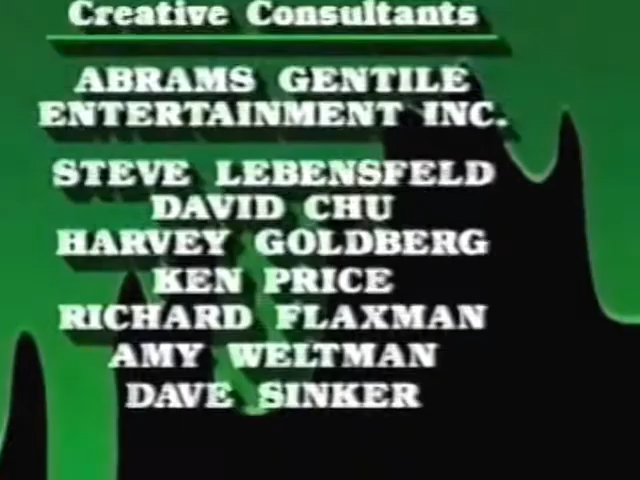 Creative Consultants
ABRAMS GENTILE
ENTERTAINMENT INC.
STEVE LEBENSFELD
DAVID CHU
HARVEY GOLDBERG
KEN PRICE
RICHARD FLAXMAN
AMY WELTMAN
DAVE SINKER